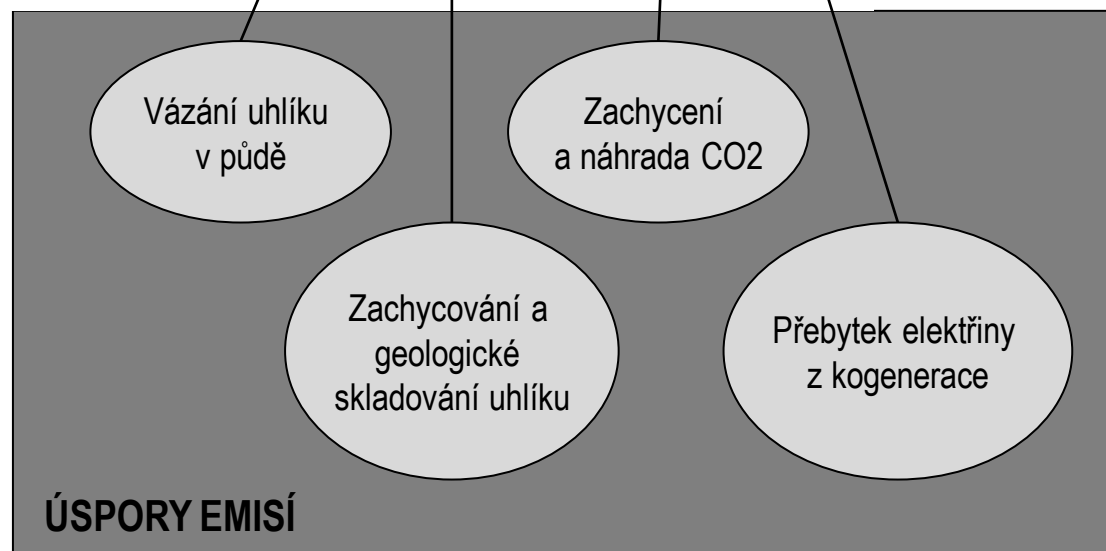 Vázání uhlíku
v půdě
Zachycení
a náhrada CO2
Zachycování a
geologické
skladování uhlíku
Přebytek elektřiny
z kogenerace
ÚSPORY EMISÍ